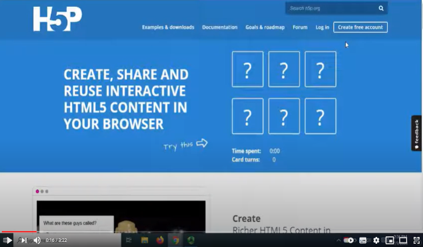 H5P
Search h5p.org
Examples & downloads Documentation Goals & roadmap Forum Log in Create free account
CREATE, SHARE AND
REUSE INTERACTIVE
HTML5 CONTENT IN
YOUR BROWSER
? ? ?
? ? ?
Try this
Time spent: 0:00
Card turns: 0
Feedback
What are these guys called?
Create
Richer HTML5 Content in
0:16 / 3:22